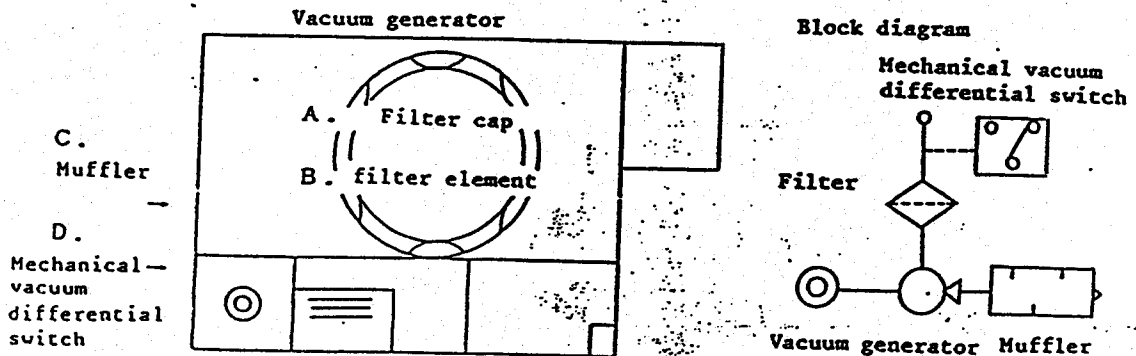 Vacuum generator
A. Filter cap
B. filter element
C.
Muffler
D.
Mechanical
vacuum
differential
switch
Block diagram
Mechanical vacuum
differential switch
Filter
Vacuum generator
Muffler